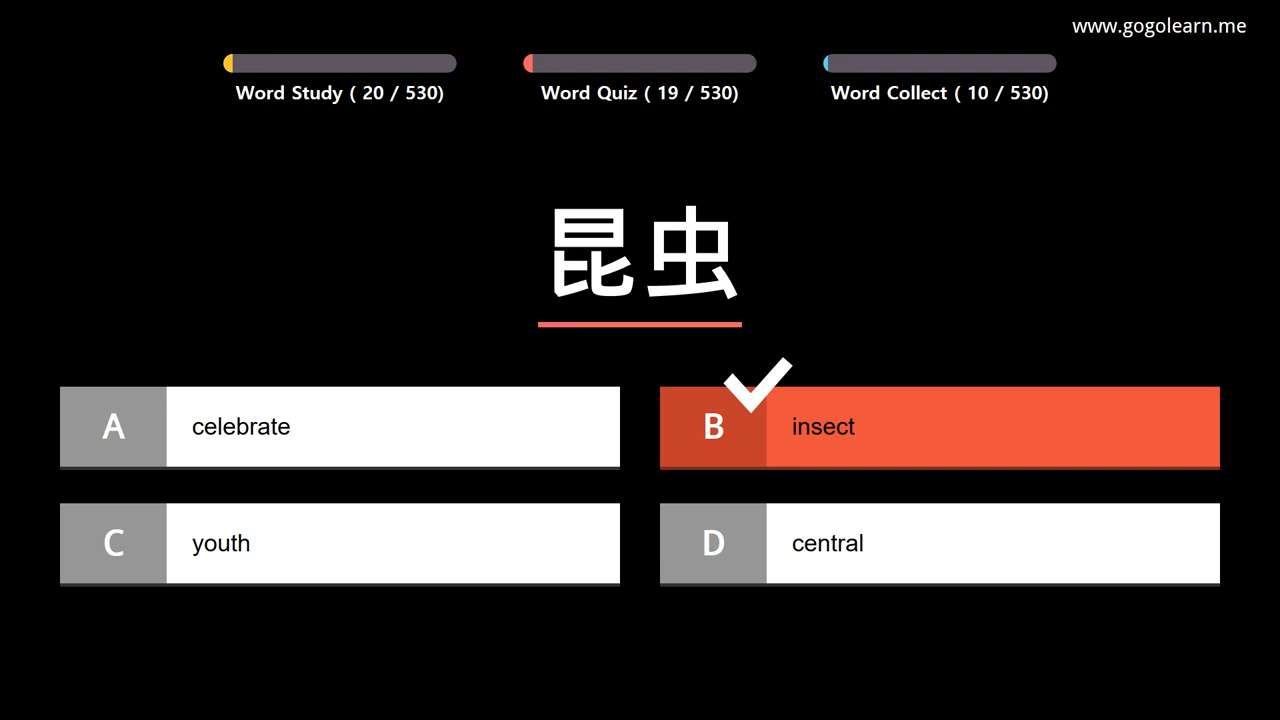 www.gogolearn.me
Word Study ( 20 / 530)
Word Quiz ( 19 / 530)
Word Collect ( 10 / 530)
昆虫
A celebrate
B insect
C youth
D central